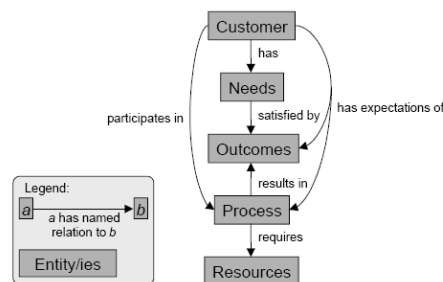 Customer
has
Needs
participates in
satisfied by
has expectations of
Outcomes
results in
Process
requires
Resources
Legend:
a
b
a has named
relation to b
Entity/ies